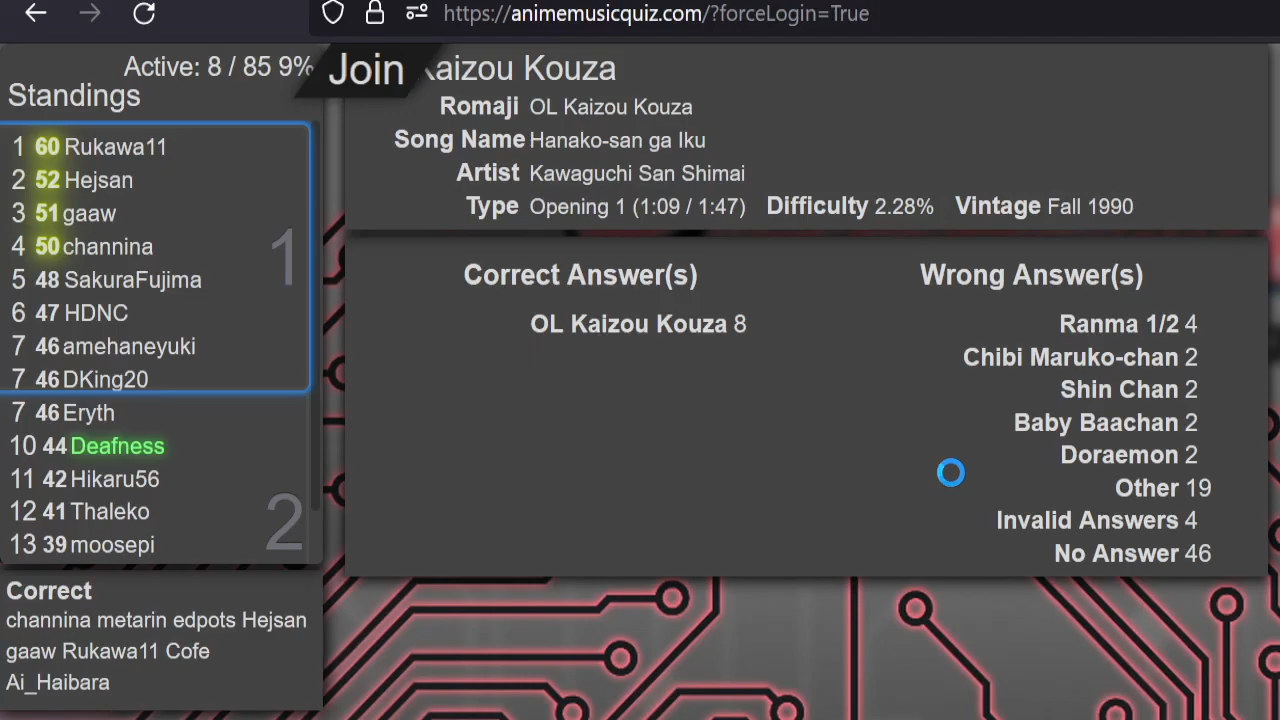 https://animemusicquiz.com/?forceLogin=True
Active: 8 / 85 9%
Standings
1 60 Rukawa11
2 52 Hejsan
3 51 gaaw
4 50 channina
5 48 SakuraFujima
6 47 HDNC
7 46 amehaneyuki
7 46 DKing20
1
7 46 Eryth
10 44 Deafness
11 42 Hikaru56
12 41 Thaleko
13 39 moosepi
2
Correct
channina metarin edpots Hejsan
gaaw Rukawa11 Cofe
Ai_Haibara
Join
Kaizou Kouza
Romaji OL Kaizou Kouza
Song Name Hanako-san ga Iku
Artist Kawaguchi San Shimai
Type Opening 1 (1:09 / 1:47) Difficulty 2.28% Vintage Fall 1990
Correct Answer(s)
OL Kaizou Kouza 8
Wrong Answer(s)
Ranma 1/2 4
Chibi Maruko-chan 2
Shin Chan 2
Baby Baachan 2
Doraemon 2
Other 19
Invalid Answers 4
No Answer 46